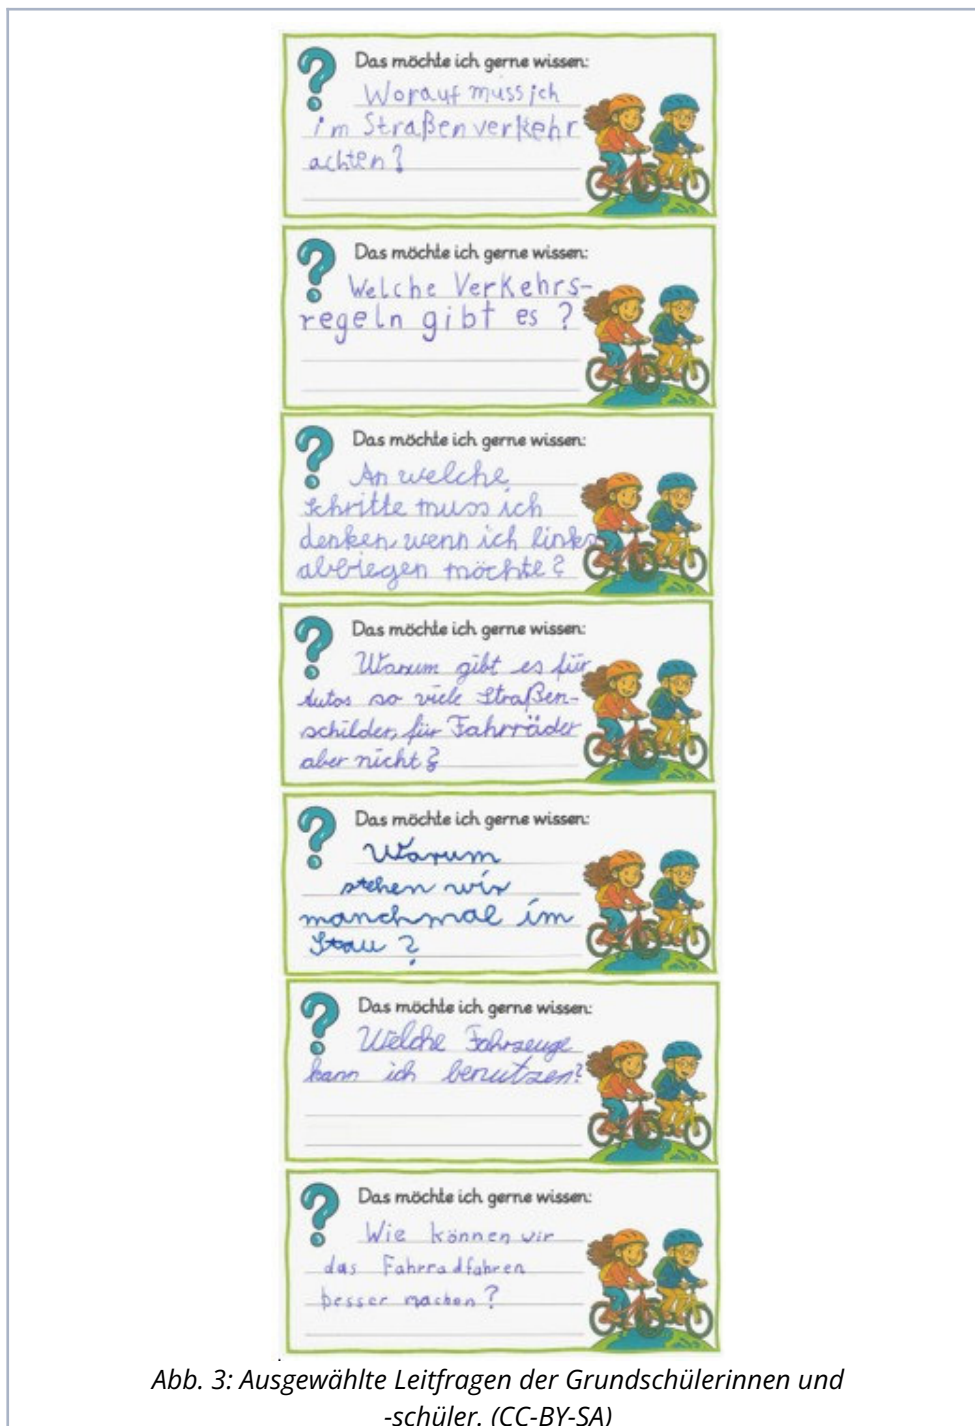 Das möchte ich gerne wissen:
Worauf muss ich
im Straßenverkehr
achten?
Das möchte ich gerne wissen:
Welche Verkehrs-
regeln gibt es?
Das möchte ich gerne wissen:
An welche
Schritte muss ich
denken, wenn ich links
abbiegen möchte?
Das möchte ich gerne wissen:
Warum gibt es für
Autos so viele Straßen-
schilder, für Fahrräder
aber nicht?
Das möchte ich gerne wissen:
Warum
stehen wir
manchmal im
Stau?
Das möchte ich gerne wissen:
Welche Fahrzeuge
kann ich benutzen?
Das möchte ich gerne wissen:
Wie können wir
das Fahrradfahren
besser machen?
Abb. 3: Ausgewählte Leitfragen der Grundschülerinnen und
-schüler. (CC-BY-SA)